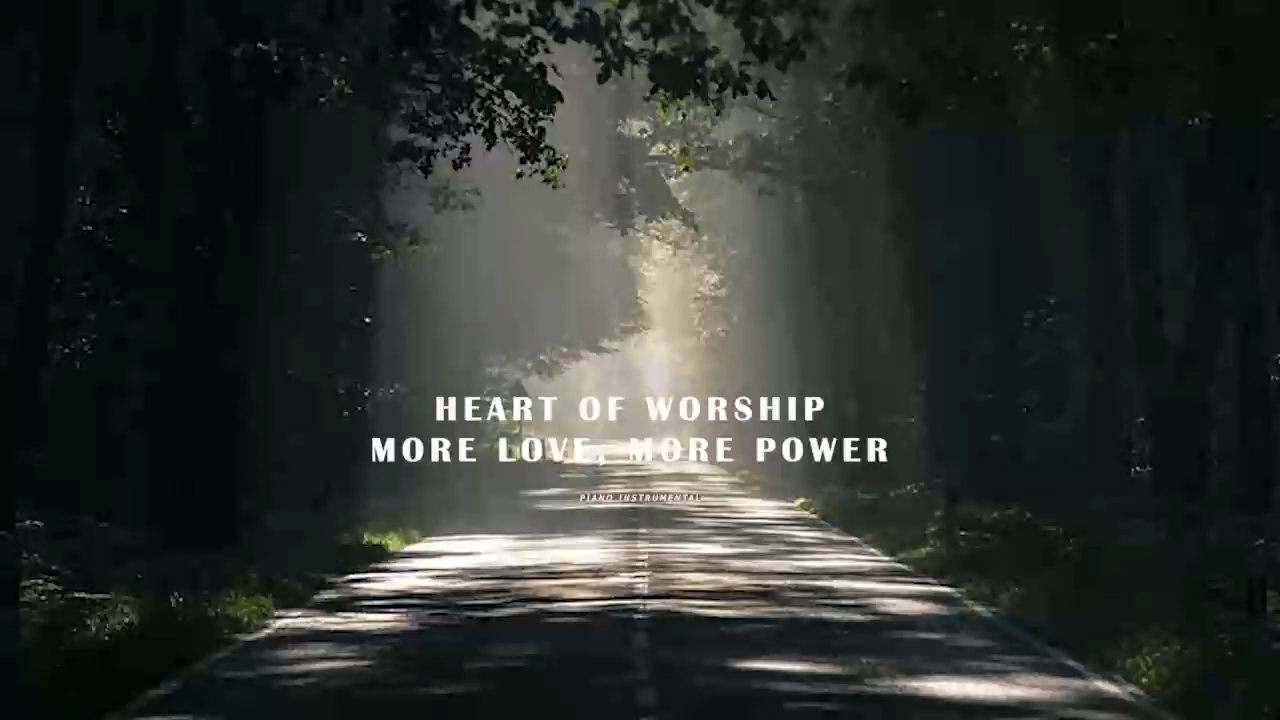 HEART OF WORSHIP
MORE LOVE, MORE POWER
PIANO INSTRUMENTAL